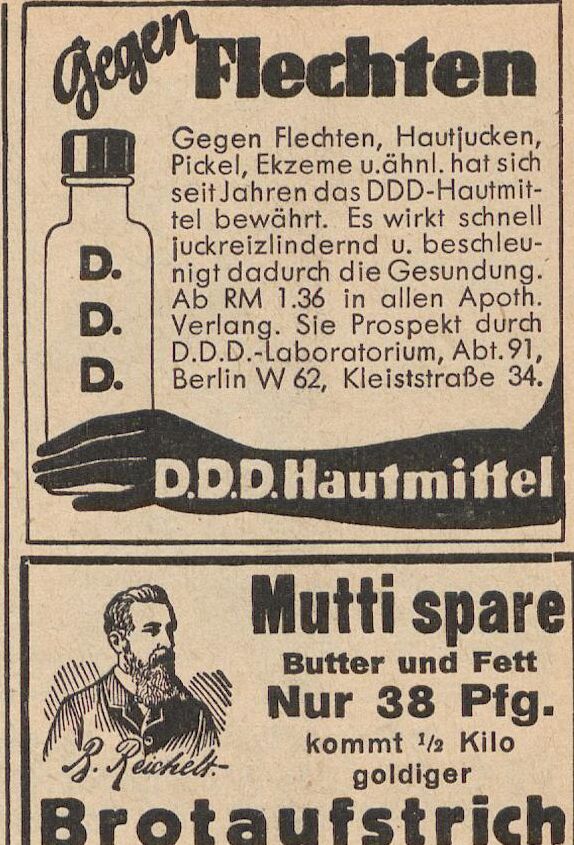 Gegen Flechten
Gegen Flechten, Hautjucken,
Pickel, Ekzeme u.ähnl. hat sich
seit Jahren das DDD-Hautmit-
tel bewährt. Es wirkt schnell
juckreizlindernd u. beschleu-
nigt dadurch die Gesundung.
Ab RM 1.36 in allen Apoth.
Verlang. Sie Prospekt durch
D.D.D.-Laboratorium, Abt. 91,
Berlin W 62, Kleiststraße 34.
D.
D.
D.
D.D.D. Hautmittel
Mutti spare
Butter und Fett
Nur 38 Pfg.
kommt ½ Kilo
goldiger
B. Reichelt.
Brotaufstrich